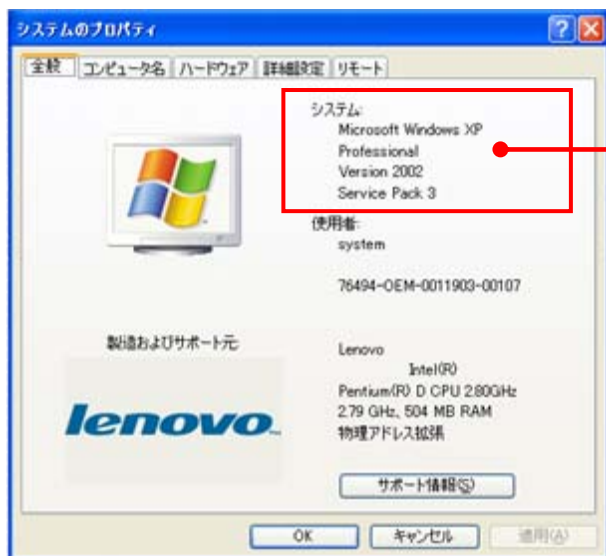 システムのプロパティ
全般 コンピュータ名 ハードウェア 詳細設定 リモート
システム:
Microsoft Windows XP
Professional
Version 2002
Service Pack 3
使用者:
system
76494-OEM-0011903-00107
製造およびサポート元:
Lenovo
Intel(R)
Pentium(R) D CPU 2.80GHz
2.79 GHz、504 MB RAM
物理アドレス拡張
lenovo
サポート情報(S)
OK キャンセル 適用(A)